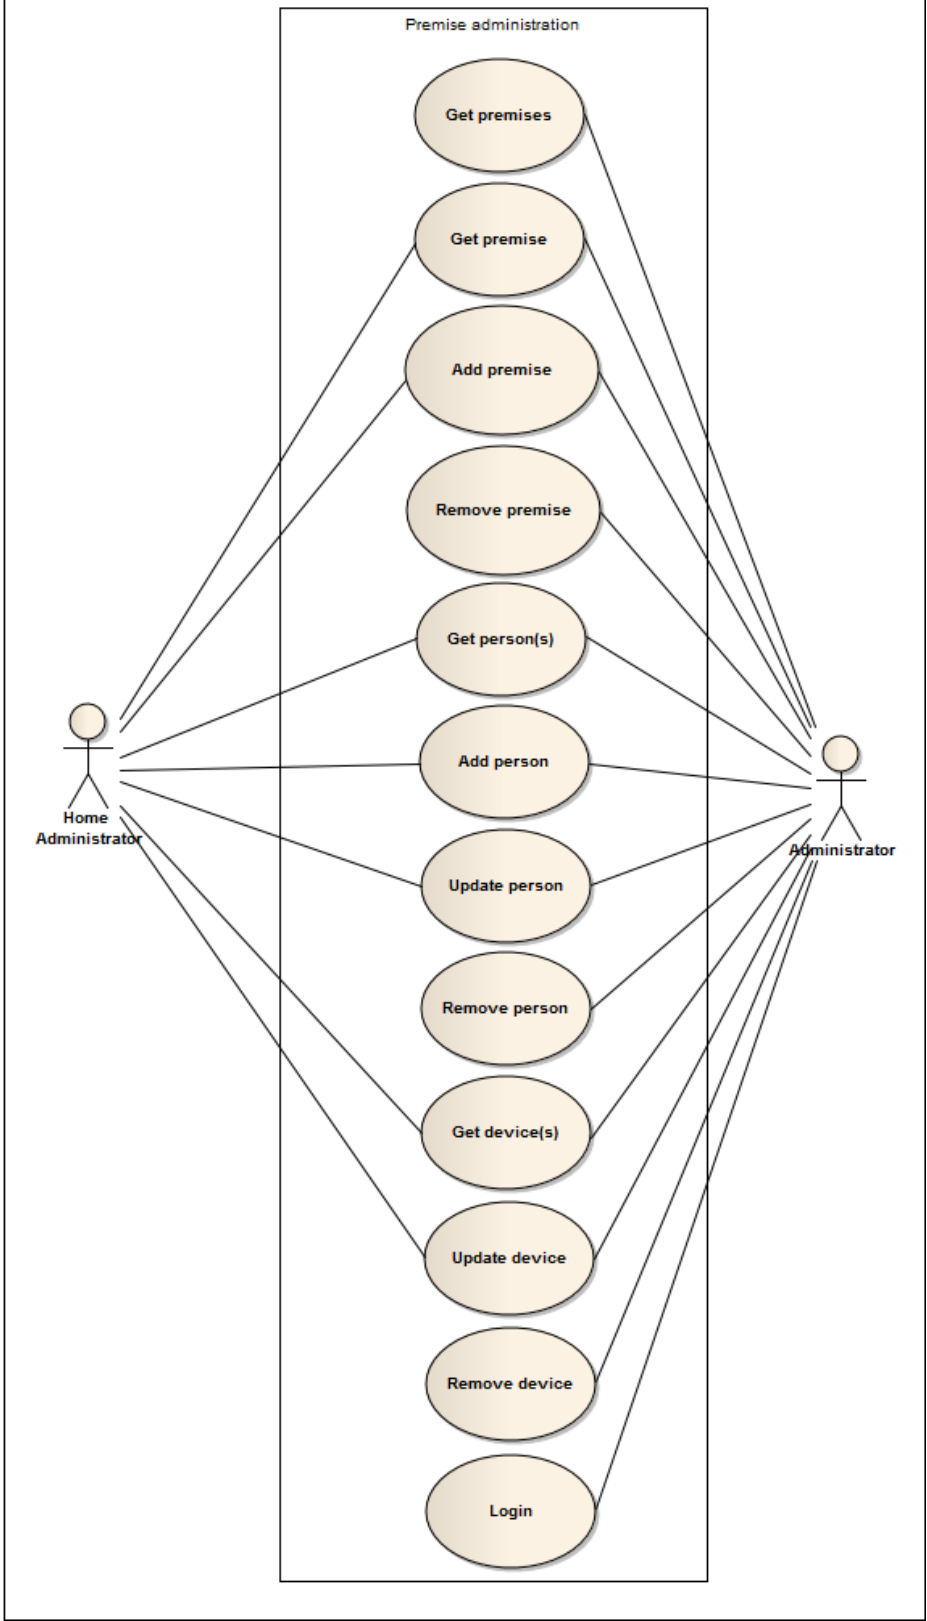 Premise administration
Get premises
Get premise
Add premise
Remove premise
Get person(s)
Add person
Home
Administrator
Administrator
Update person
Remove person
Get device(s)
Update device
Remove device
Login